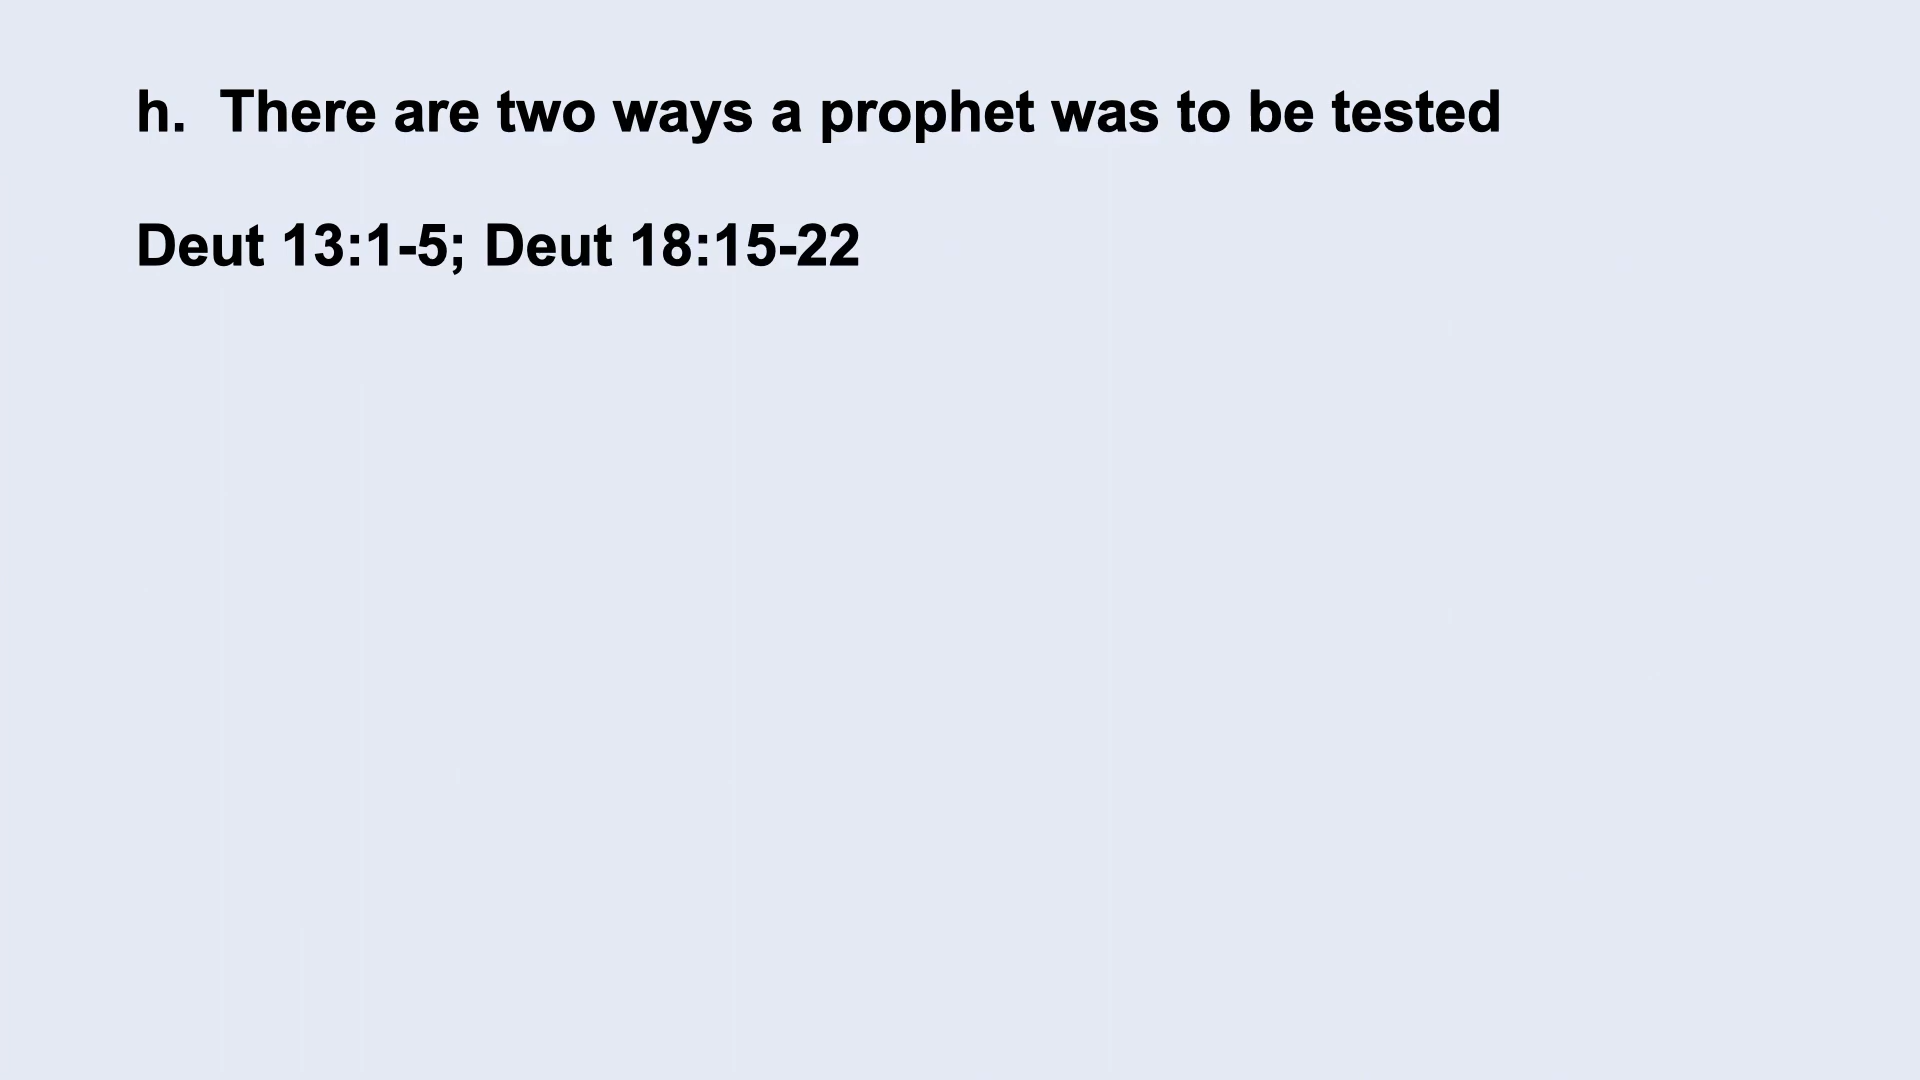 h.  There are two ways a prophet was to be tested
Deut 13:1-5; Deut 18:15-22